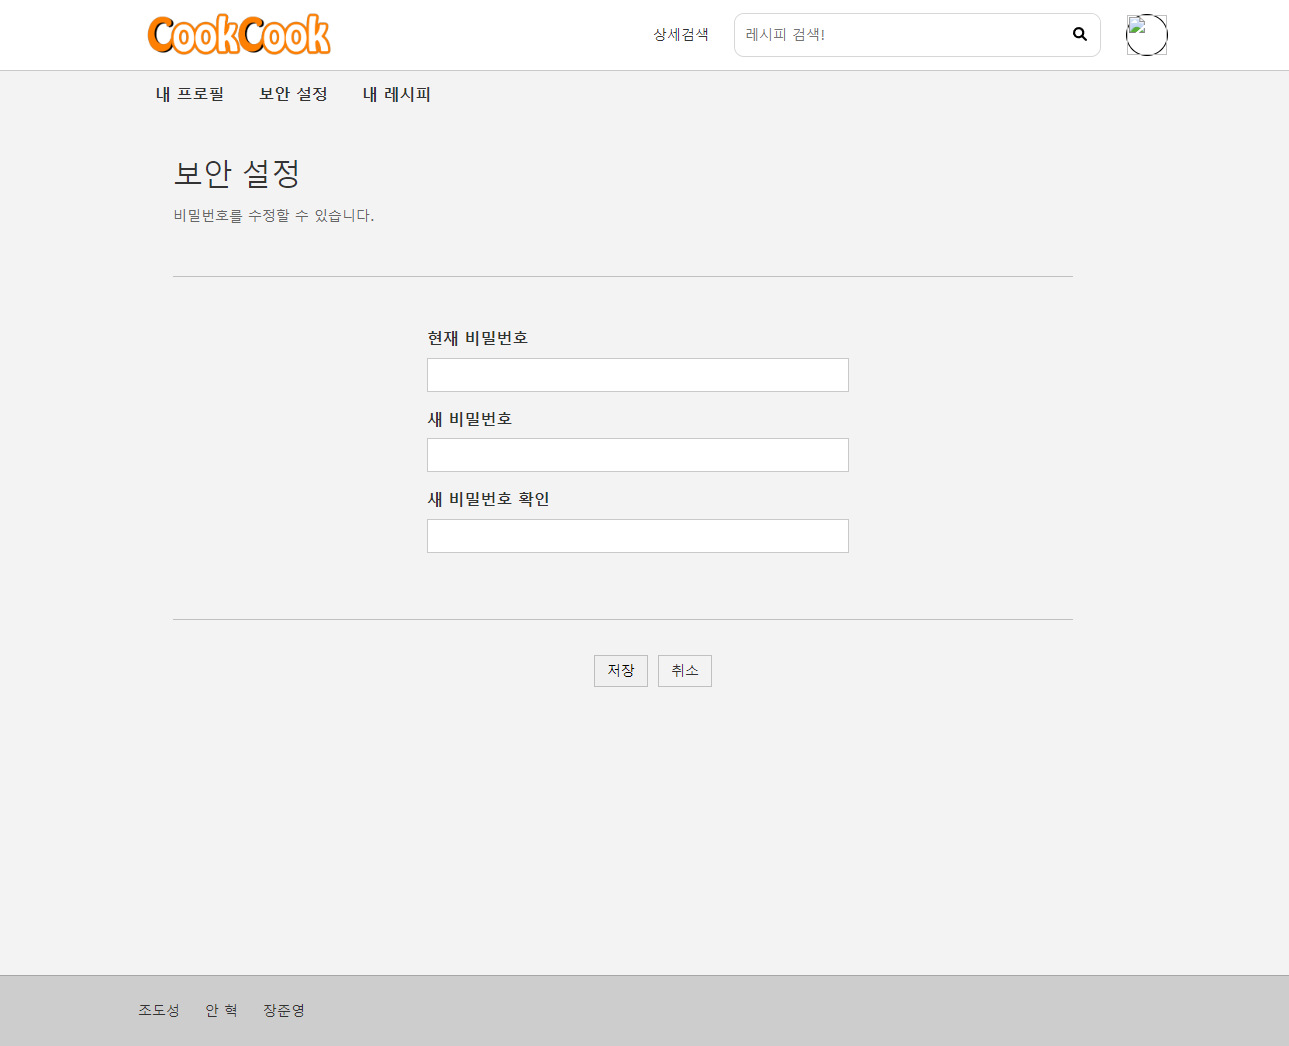 CookCook
상세검색
레시피 검색!
내 프로필 보안 설정 내 레시피
보안 설정
비밀번호를 수정할 수 있습니다.
현재 비밀번호
새 비밀번호
새 비밀번호 확인
저장 취소
조도성 안 혁 장준영